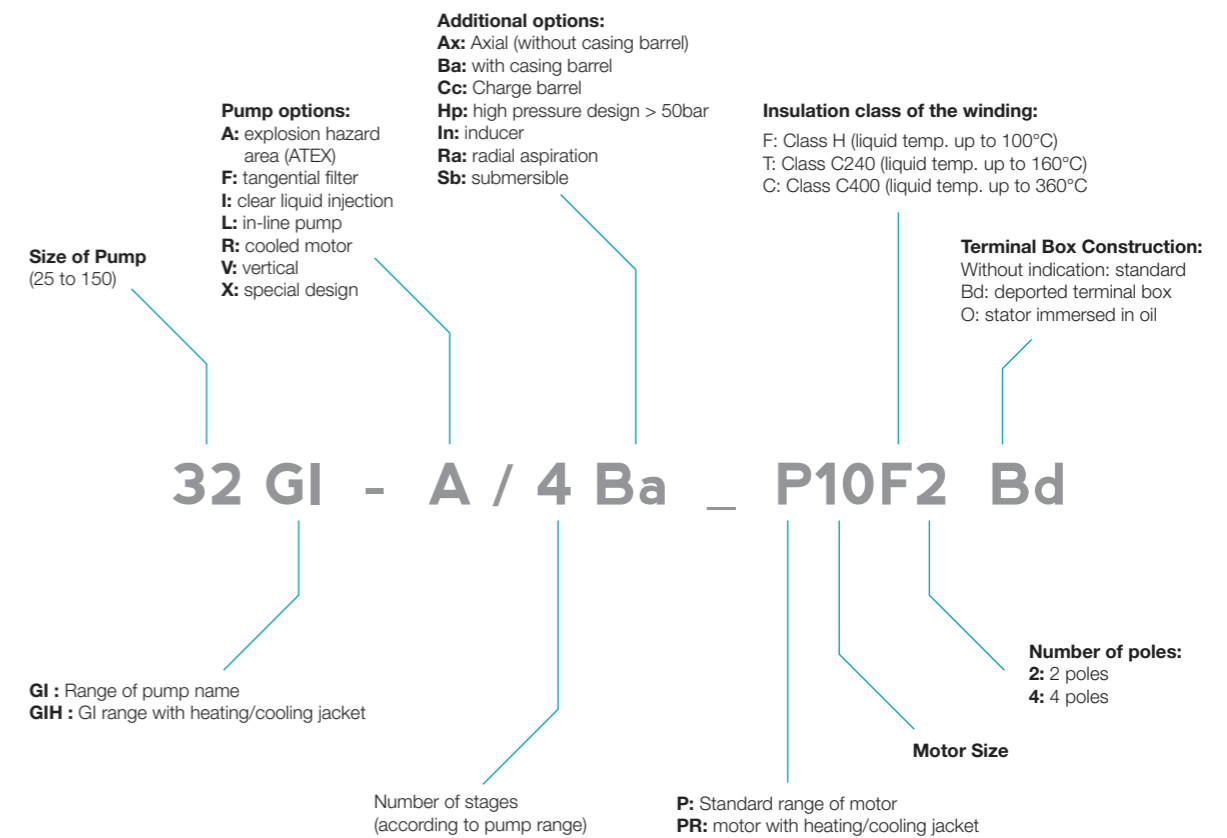 Additional options:
Ax: Axial (without casing barrel)
Ba: with casing barrel
Cc: Charge barrel
Hp: high pressure design > 50bar
In: inducer
Ra: radial aspiration
Sb: submersible
Pump options:
A: explosion hazard
area (ATEX)
F: tangential filter
I: clear liquid injection
L: in-line pump
R: cooled motor
V: vertical
X: special design
Insulation class of the winding:
F: Class H (liquid temp. up to 100°C)
T: Class C240 (liquid temp. up to 160°C)
C: Class C400 (liquid temp. up to 360°C
Size of Pump
(25 to 150)
Terminal Box Construction:
Without indication: standard
Bd: deported terminal box
O: stator immersed in oil
32 GI - A / 4 Ba _ P10F2 Bd
GI : Range of pump name
GIH : GI range with heating/cooling jacket
Number of poles:
2: 2 poles
4: 4 poles
Motor Size
Number of stages
(according to pump range)
P: Standard range of motor
PR: motor with heating/cooling jacket